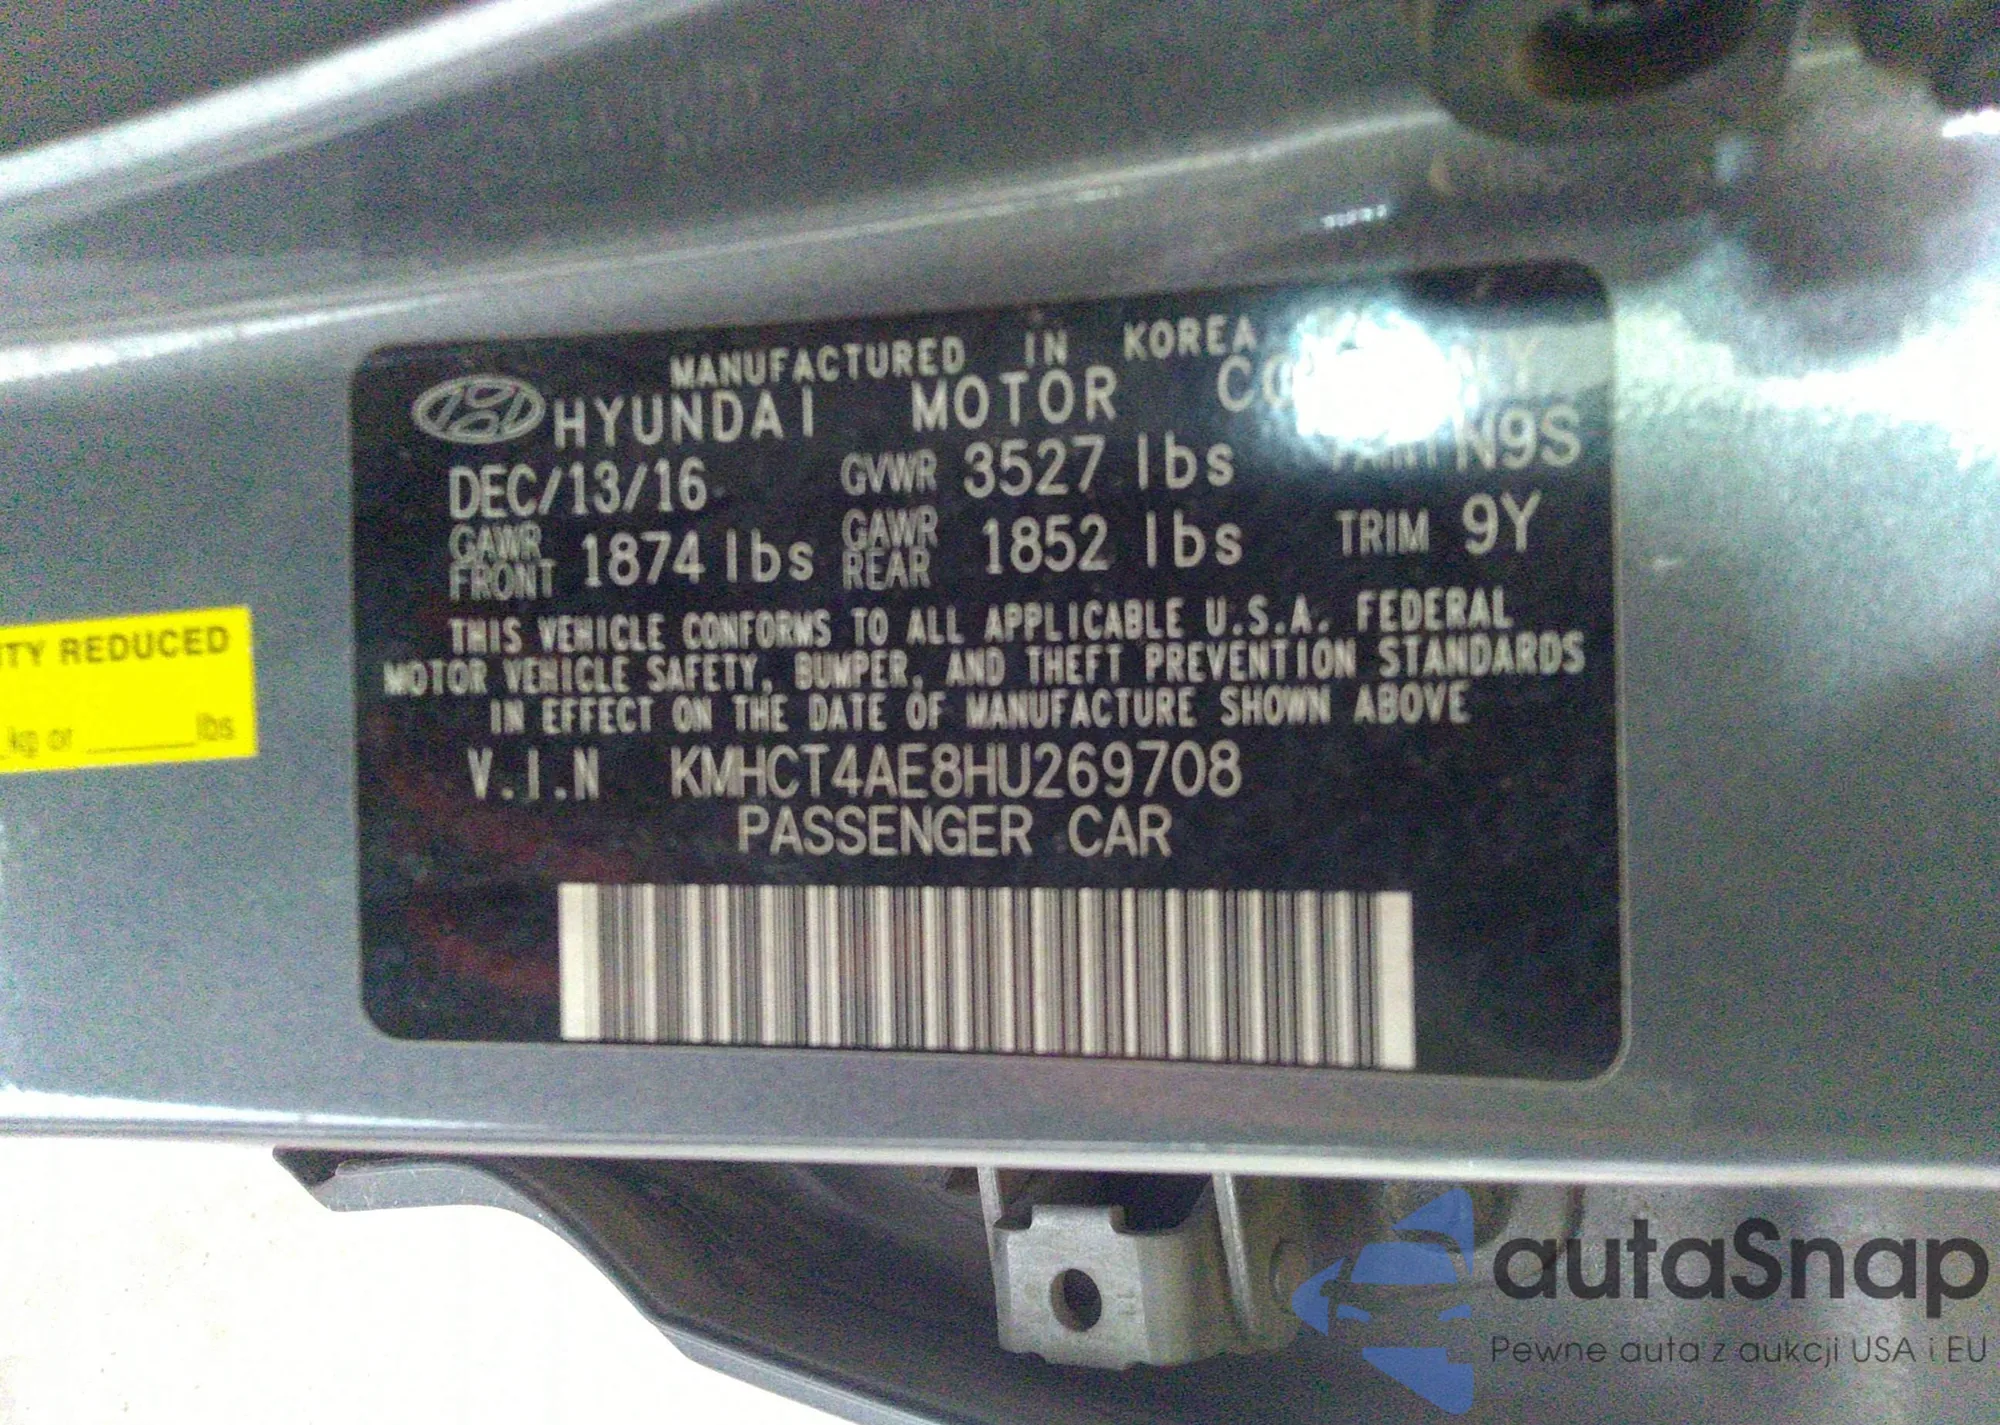 MANUFACTURED IN KOREA
HYUNDAI MOTOR
DEC/13/16 GVWR 3527 lbs PAINT N9S
GAWR FRONT 1874 lbs GAWR REAR 1852 lbs TRIM 9Y
THIS VEHICLE CONFORMS TO ALL APPLICABLE U.S.A. FEDERAL
MOTOR VEHICLE SAFETY, BUMPER, AND THEFT PREVENTION STANDARDS
IN EFFECT ON THE DATE OF MANUFACTURE SHOWN ABOVE
V.I.N KMHCT4AE8HU269708
PASSENGER CAR
REDUCED
kg or ______lbs
autaSnap
Pewne auta z aukcji USA i EU